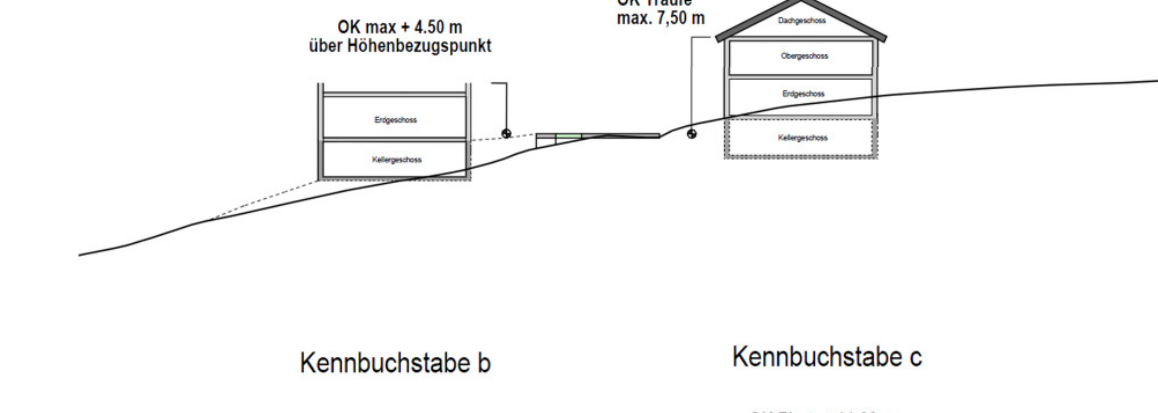 OK Traufe
max. 7,50 m
OK max + 4.50 m
über Höhenbezugspunkt
Dachgeschoss
Obergeschoss
Erdgeschoss
Kellergeschoss
Erdgeschoss
Kellergeschoss
Kennbuchstabe b
Kennbuchstabe c